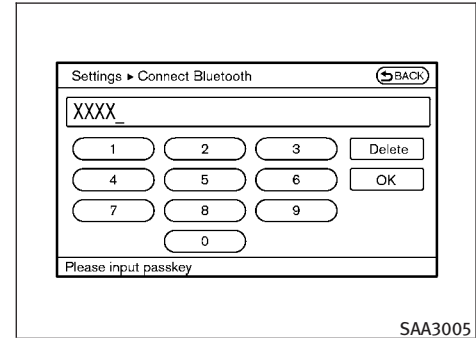 Settings ▸ Connect Bluetooth
BACK
XXXX_
1 2 3 Delete
4 5 6 OK
7 8 9
0
Please input passkey
SAA3005